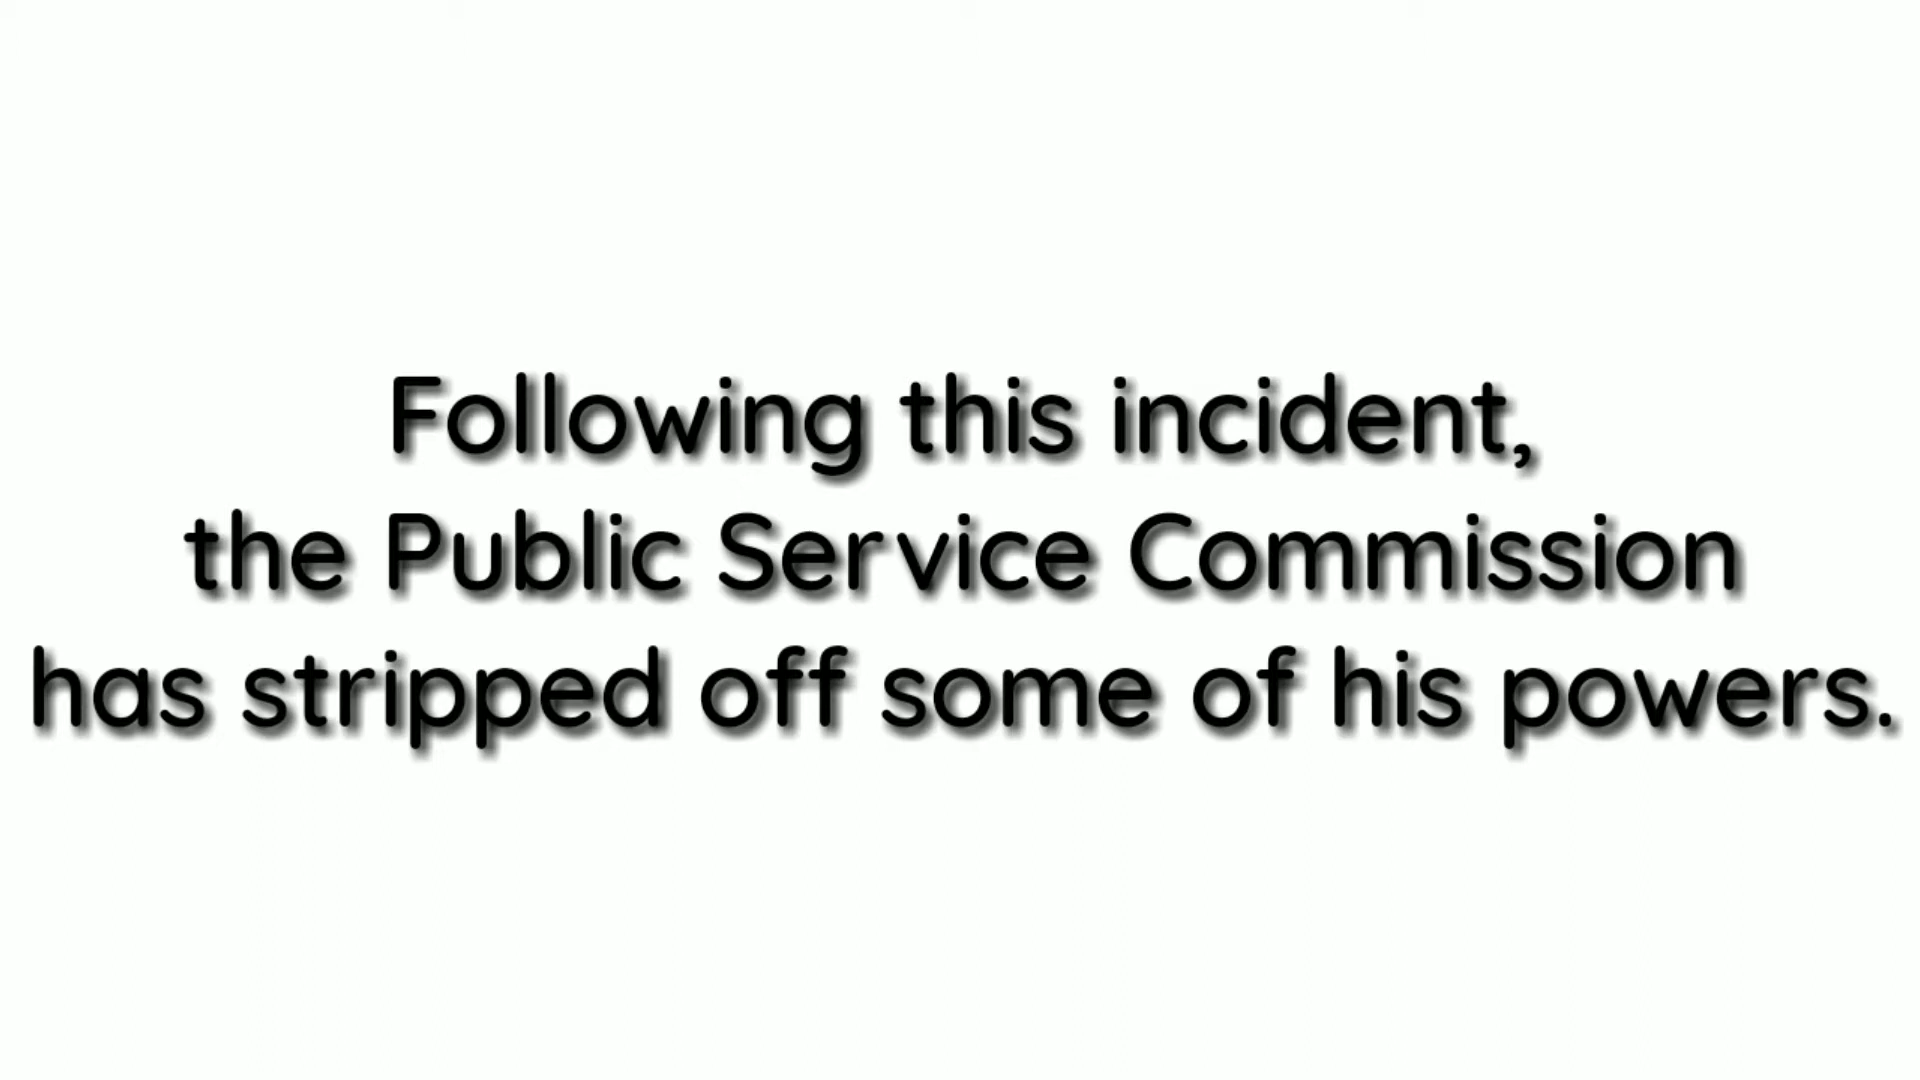 Following this incident,
the Public Service Commission
has stripped off some of his powers.